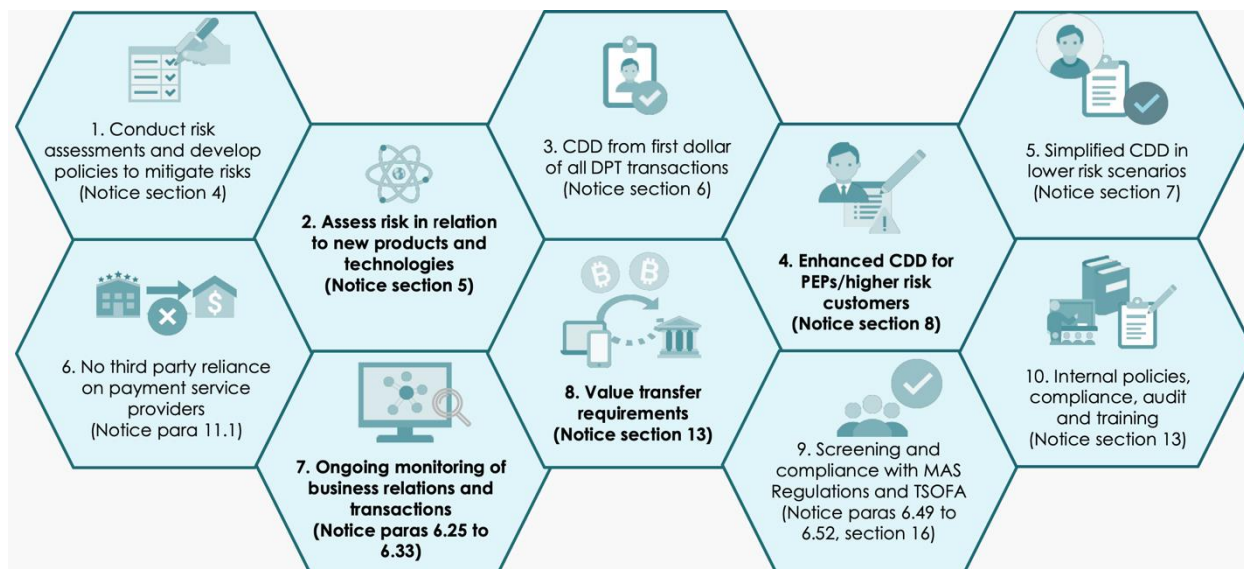 1. Conduct risk
assessments and develop
policies to mitigate risks
(Notice section 4)
2. Assess risk in relation
to new products and
technologies
(Notice section 5)
3. CDD from first dollar
of all DPT transactions
(Notice section 6)
4. Enhanced CDD for
PEPs/higher risk
customers
(Notice section 8)
5. Simplified CDD in
lower risk scenarios
(Notice section 7)
6. No third party reliance
on payment service
providers
(Notice para 11.1)
7. Ongoing monitoring of
business relations and
transactions
(Notice paras 6.25 to
6.33)
8. Value transfer
requirements
(Notice section 13)
9. Screening and
compliance with MAS
Regulations and TSOFA
(Notice paras 6.49 to
6.52, section 16)
10. Internal policies,
compliance, audit
and training
(Notice section 13)